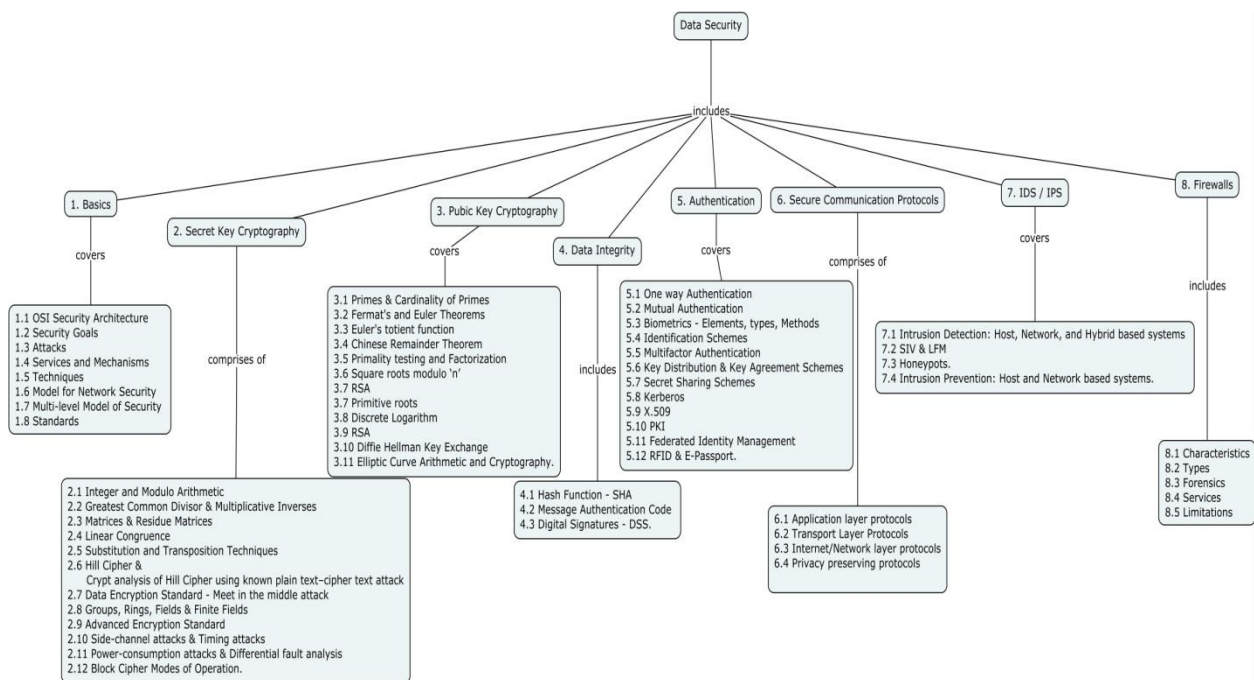 Data Security
includes
1. Basics
covers
1.1 OSI Security Architecture
1.2 Security Goals
1.3 Attacks
1.4 Services and Mechanisms
1.5 Techniques
1.6 Model for Network Security
1.7 Multi-level Model of Security
1.8 Standards
2. Secret Key Cryptography
comprises of
2.1 Integer and Modulo Arithmetic
2.2 Greatest Common Divisor & Multiplicative Inverses
2.3 Matrices & Residue Matrices
2.4 Linear Congruence
2.5 Substitution and Transposition Techniques
2.6 Hill Cipher &
Crypt analysis of Hill Cipher using known plain text–cipher text attack
2.7 Data Encryption Standard - Meet in the middle attack
2.8 Groups, Rings, Fields & Finite Fields
2.9 Advanced Encryption Standard
2.10 Side-channel attacks & Timing attacks
2.11 Power-consumption attacks & Differential fault analysis
2.12 Block Cipher Modes of Operation.
3. Pubic Key Cryptography
covers
3.1 Primes & Cardinality of Primes
3.2 Fermat's and Euler Theorems
3.3 Euler's totient function
3.4 Chinese Remainder Theorem
3.5 Primality testing and Factorization
3.6 Square roots modulo ‘n’
3.7 RSA
3.7 Primitive roots
3.8 Discrete Logarithm
3.9 RSA
3.10 Diffie Hellman Key Exchange
3.11 Elliptic Curve Arithmetic and Cryptography.
4. Data Integrity
includes
4.1 Hash Function - SHA
4.2 Message Authentication Code
4.3 Digital Signatures - DSS.
5. Authentication
covers
5.1 One way Authentication
5.2 Mutual Authentication
5.3 Biometrics - Elements, types, Methods
5.4 Identification Schemes
5.5 Multifactor Authentication
5.6 Key Distribution & Key Agreement Schemes
5.7 Secret Sharing Schemes
5.8 Kerberos
5.9 X.509
5.10 PKI
5.11 Federated Identity Management
5.12 RFID & E-Passport.
6. Secure Communication Protocols
comprises of
6.1 Application layer protocols
6.2 Transport Layer Protocols
6.3 Internet/Network layer protocols
6.4 Privacy preserving protocols
7. IDS / IPS
covers
7.1 Intrusion Detection: Host, Network, and Hybrid based systems
7.2 SIV & LFM
7.3 Honeypots.
7.4 Intrusion Prevention: Host and Network based systems.
8. Firewalls
includes
8.1 Characteristics
8.2 Types
8.3 Forensics
8.4 Services
8.5 Limitations